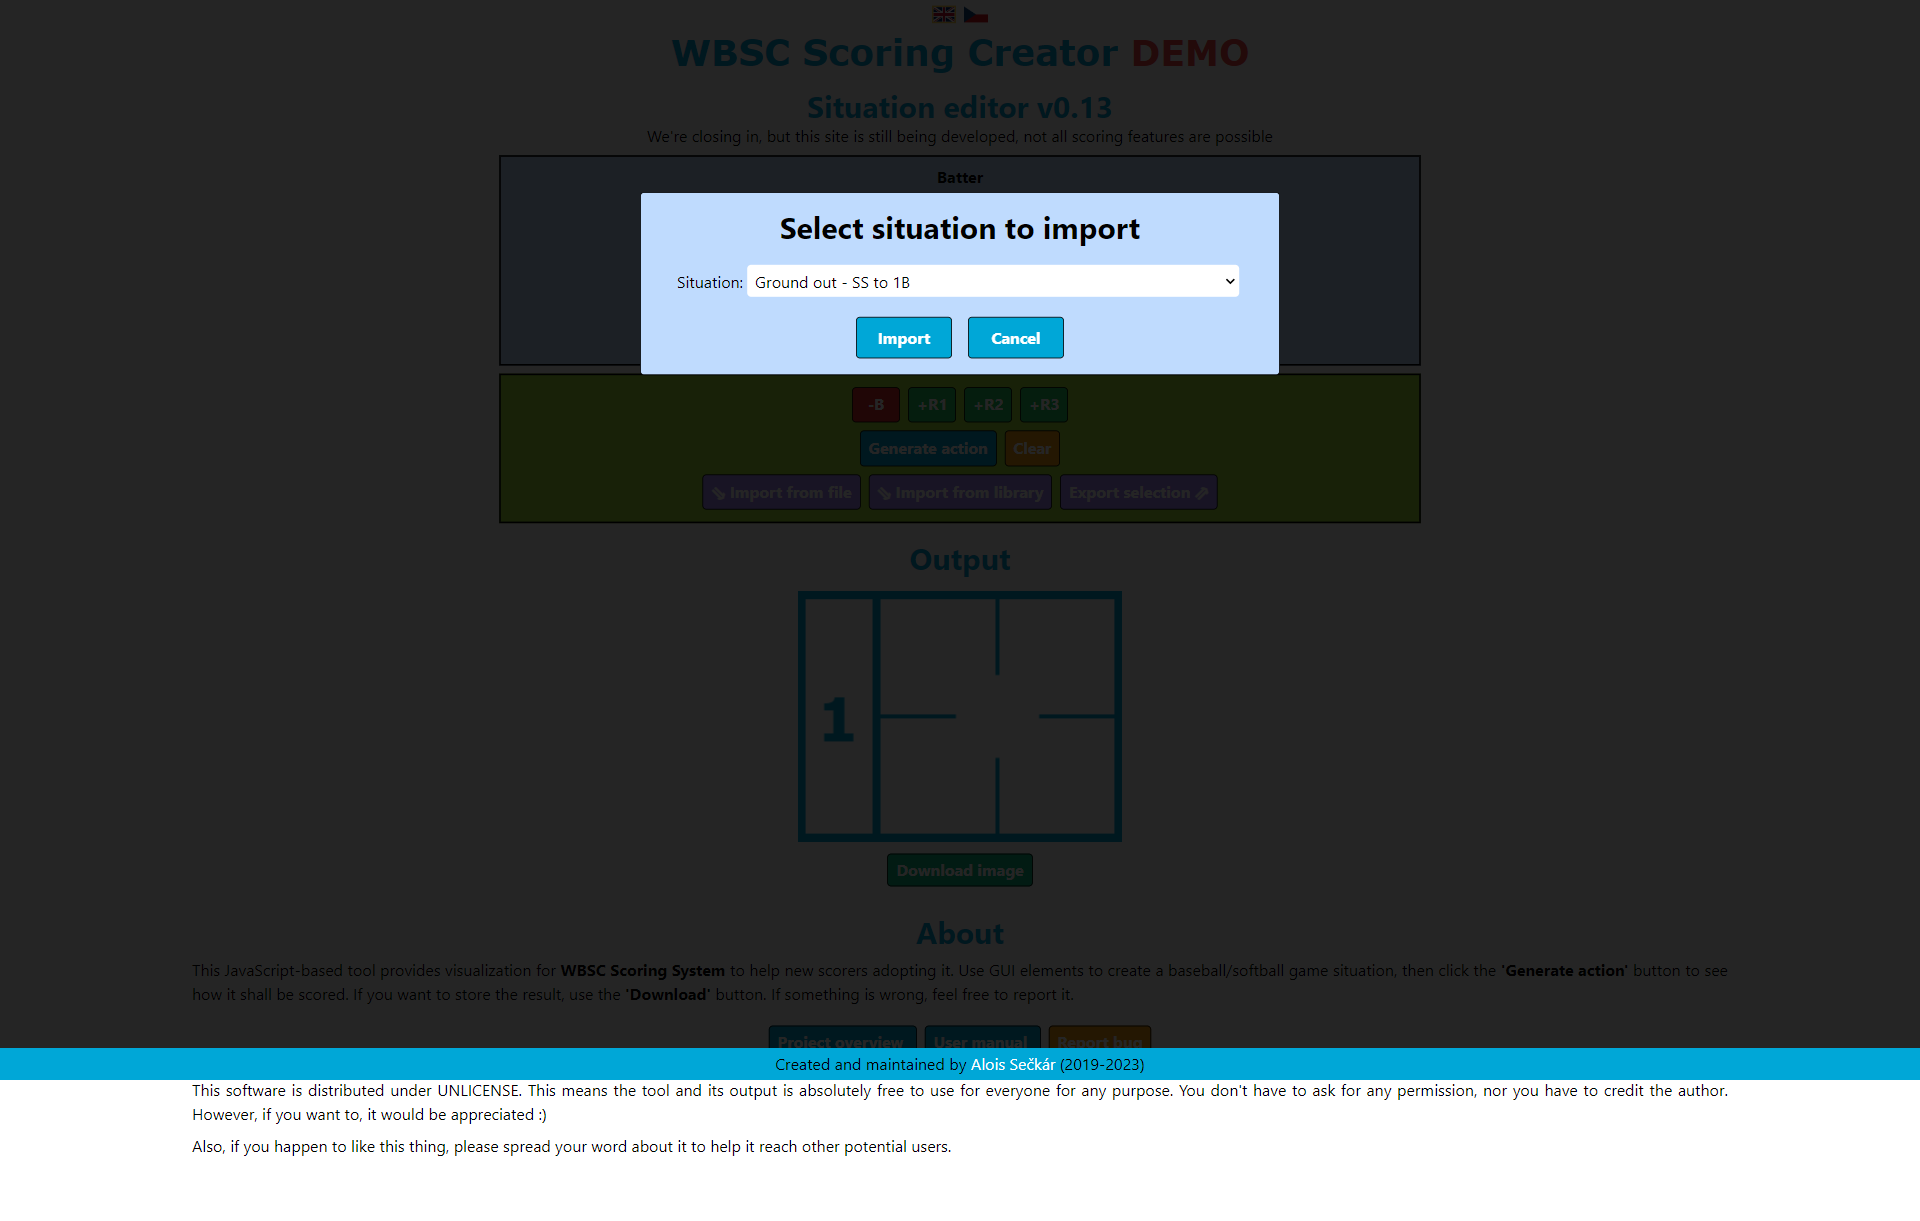 WBSC Scoring Creator DEMO
Situation editor v0.13
We're closing in, but this site is still being developed, not all scoring features are possible
Batter
Select situation to import
Situation: Ground out - SS to 1B
Import Cancel
-B +R1 +R2 +R3
Generate action Clear
Import from file Import from library Export selection
Output
1
Download image
About
This JavaScript-based tool provides visualization for WBSC Scoring System to help new scorers adopting it. Use GUI elements to create a baseball/softball game situation, then click the 'Generate action' button to see
how it shall be scored. If you want to store the result, use the 'Download' button. If something is wrong, feel free to report it.
Project overview User manual Report bug
Created and maintained by Alois Sečkár (2019-2023)
This software is distributed under UNLICENSE. This means the tool and its output is absolutely free to use for everyone for any purpose. You don't have to ask for any permission, nor you have to credit the author.
However, if you want to, it would be appreciated :)
Also, if you happen to like this thing, please spread your word about it to help it reach other potential users.